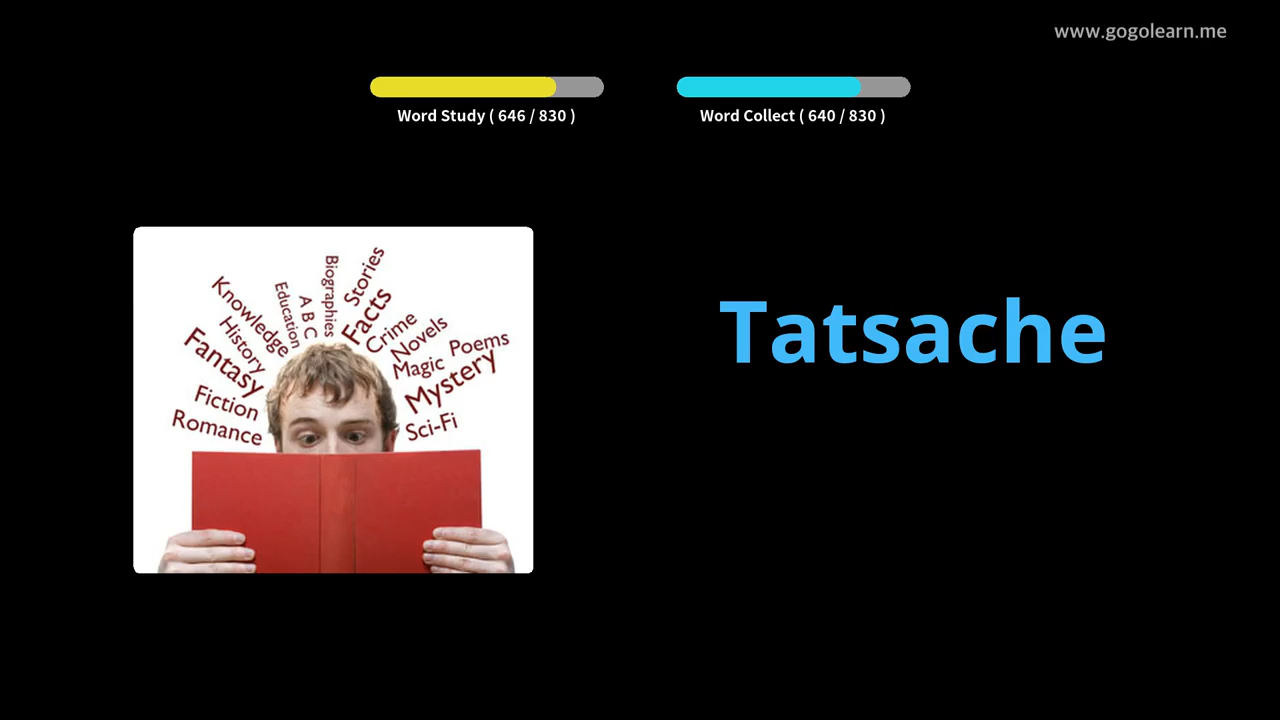 www.gogolearn.me
Word Study ( 646 / 830 )
Word Collect ( 640 / 830 )
Knowledge
Education
A B C
Biographies
Stories
Facts
History
Crime
Novels
Poems
Fantasy
Magic
Mystery
Fiction
Romance
Sci-Fi
Tatsache